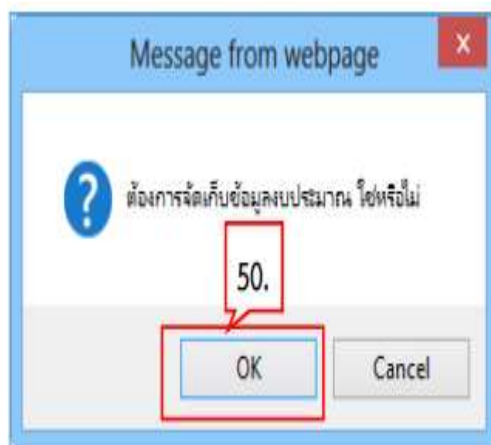 Message from webpage
x
?
ต้องการจัดเก็บข้อมูลงบประมาณ ใช่หรือไม่
50.
OK Cancel